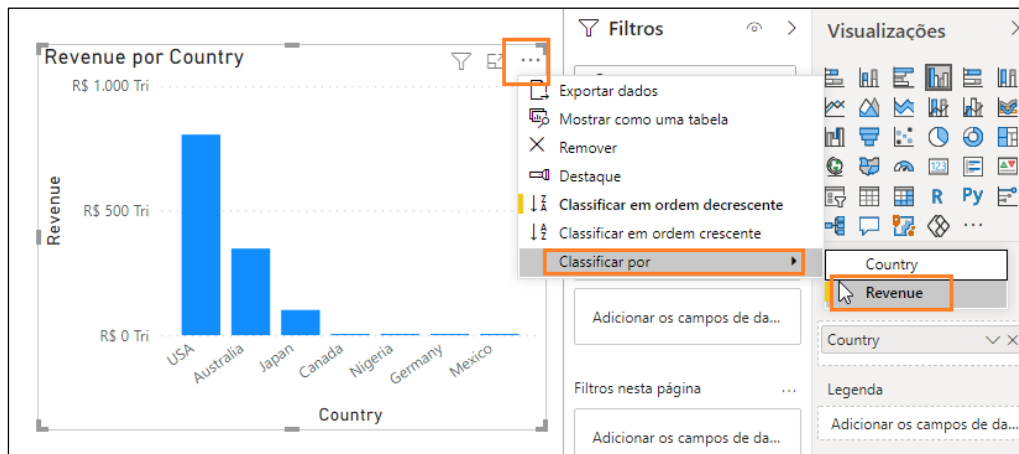 Revenue por Country
R$ 1.000 Tri
R$ 500 Tri
R$ 0 Tri
Revenue
USA
Australia
Japan
Canada
Nigeria
Germany
Mexico
Country
Exportar dados
Mostrar como uma tabela
Remover
Destaque
Classificar em ordem decrescente
Classificar em ordem crescente
Classificar por
Country
Revenue
Filtros
Adicionar os campos de da...
Filtros nesta página
Adicionar os campos de da...
Visualizações
123
R
Py
Country
Legenda
Adicionar os campos de da...